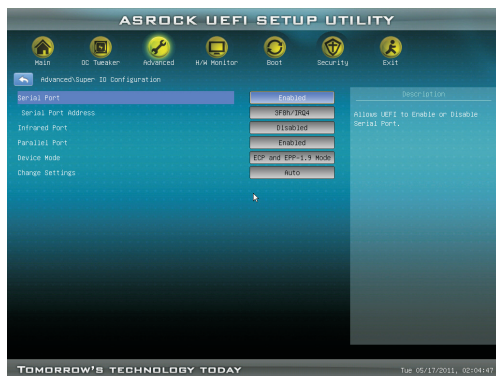 ASROCK UEFI SETUP UTILITY
Main OC Tweaker Advanced H/W Monitor Boot Security Exit
Advanced\Super IO Configuration
Serial Port Enabled
Serial Port Address 3F8h/IRQ4
Infrared Port Disabled
Parallel Port Enabled
Device Mode ECP and EPP-1.9 Mode
Change Settings Auto
Description
Allows UEFI to Enable or Disable
Serial Port.
TOMORROW'S TECHNOLOGY TODAY
Tue 05/17/2011, 02:04:47